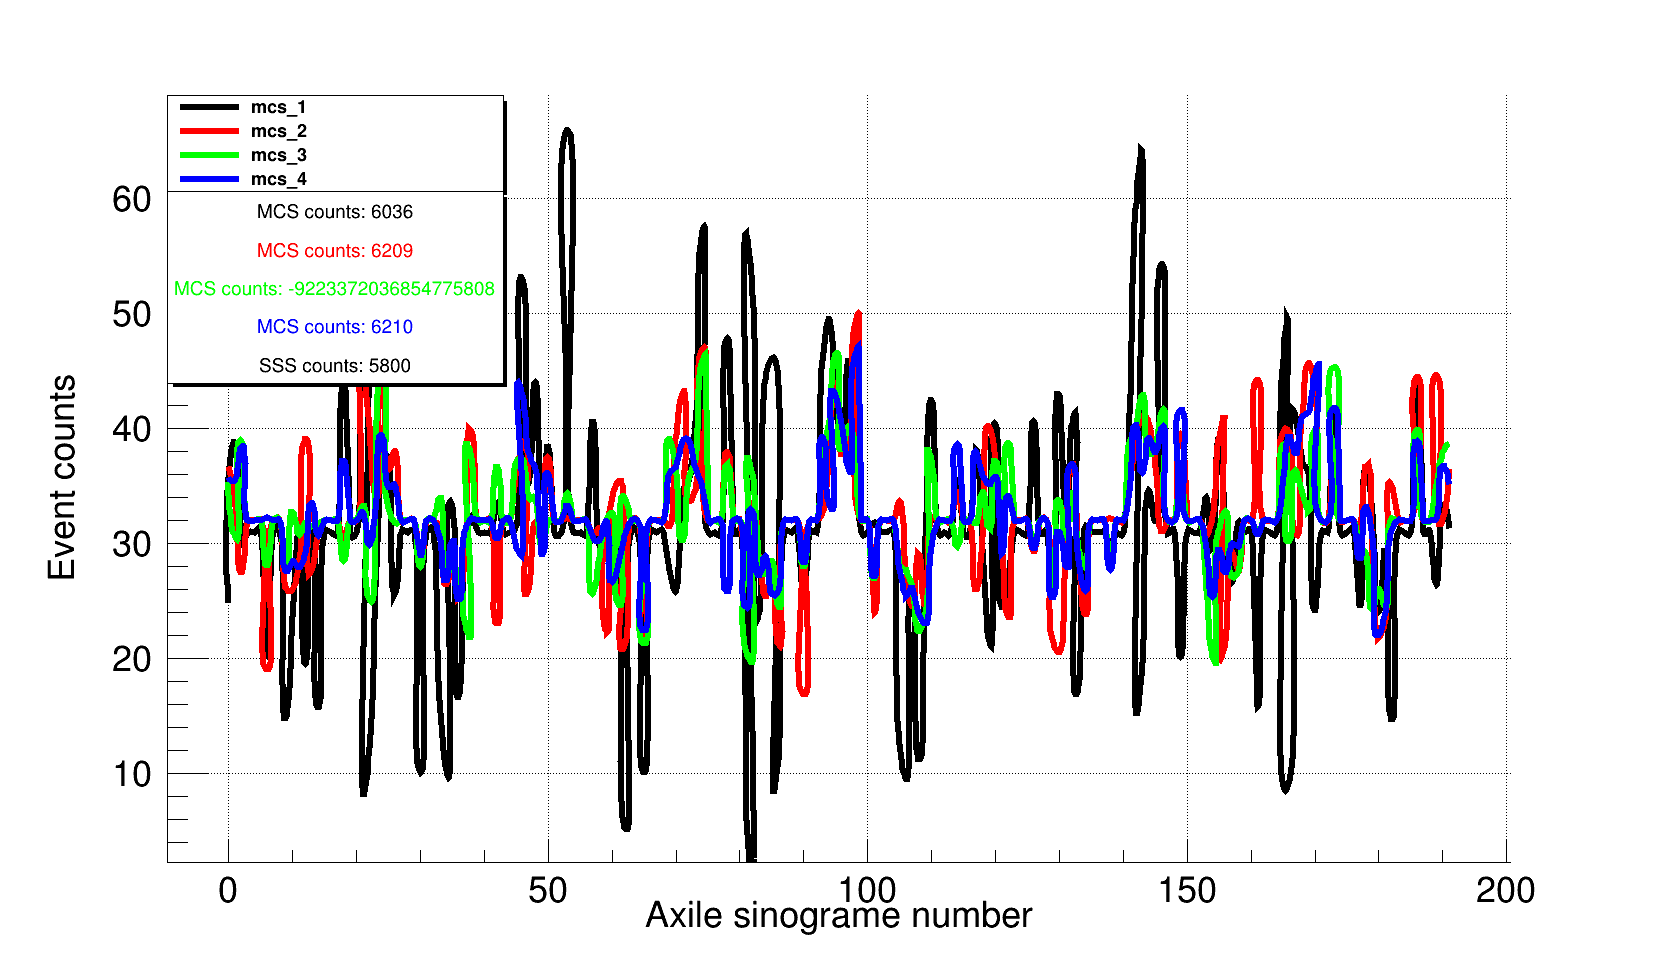 mcs_1
mcs_2
mcs_3
mcs_4
MCS counts: 6036
MCS counts: 6209
MCS counts: -9223372036854775808
MCS counts: 6210
SSS counts: 5800
60
50
40
30
20
10
Event counts
0 50 100 150 200
Axile sinograme number